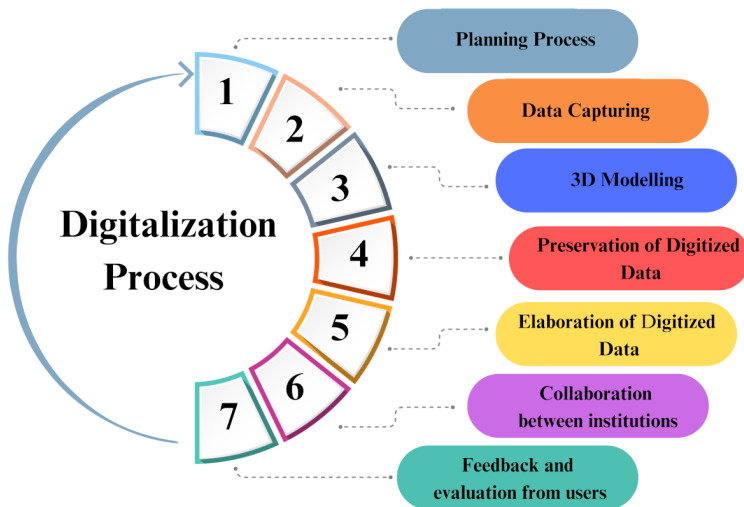 Digitalization
Process
1
Planning Process
2
Data Capturing
3
3D Modelling
4
Preservation of Digitized
Data
5
Elaboration of Digitized
Data
6
Collaboration
between institutions
7
Feedback and
evaluation from users